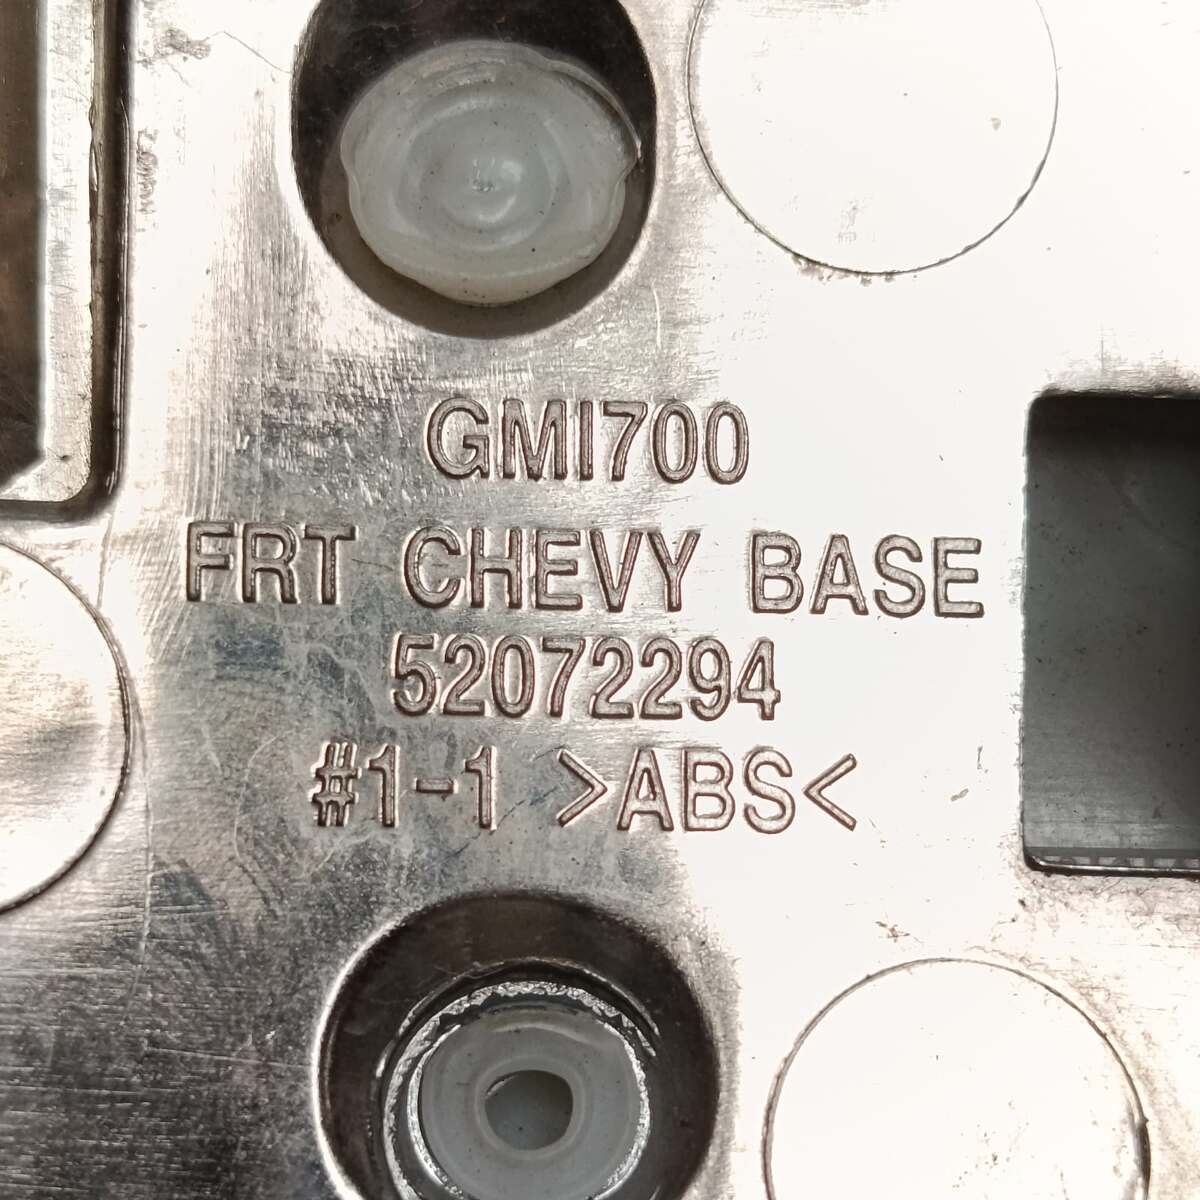 GMI700
FRT CHEVY BASE
52072294
#1-1 >ABS<